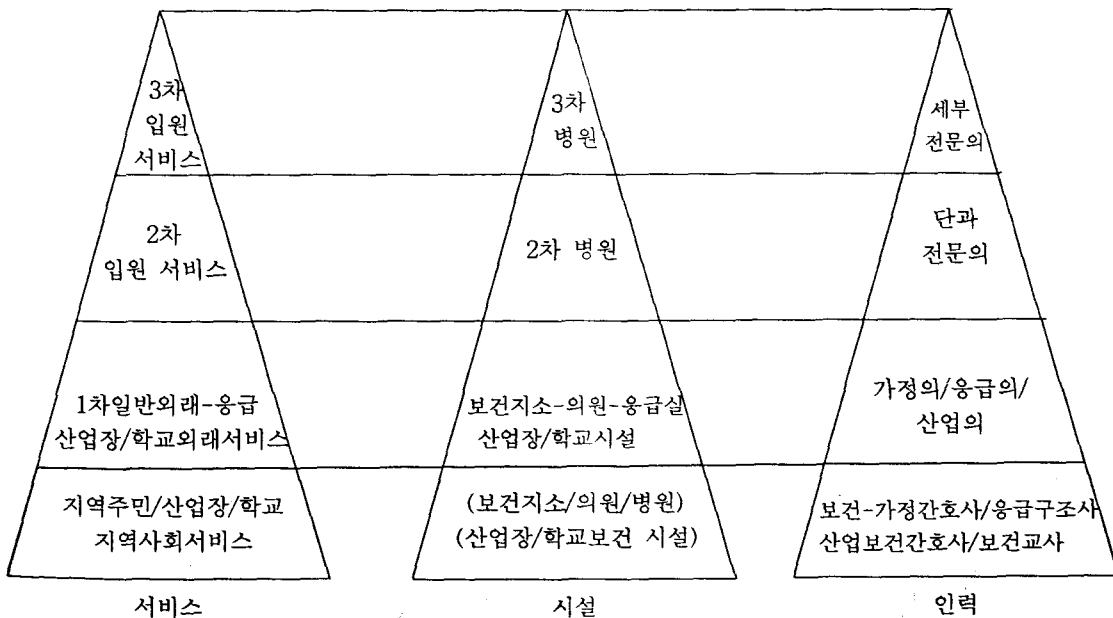 3차
입원
서비스
3차
병원
세부
전문의
2차
입원 서비스
2차 병원
단과
전문의
1차일반외래-응급
산업장/학교외래서비스
보건지소-의원-응급실
산업장/학교시설
가정의/응급의/
산업의
지역주민/산업장/학교
지역사회서비스
(보건지소/의원/병원)
(산업장/학교보건 시설)
보건-가정간호사/응급구조사
산업보건간호사/보건교사
서비스
시설
인력